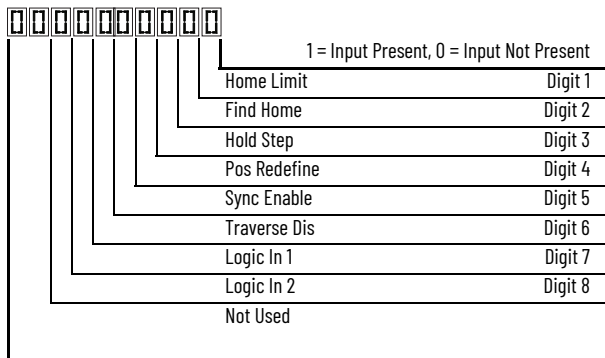 0000000000
1 = Input Present, 0 = Input Not Present
Home Limit Digit 1
Find Home Digit 2
Hold Step Digit 3
Pos Redefine Digit 4
Sync Enable Digit 5
Traverse Dis Digit 6
Logic In 1 Digit 7
Logic In 2 Digit 8
Not Used